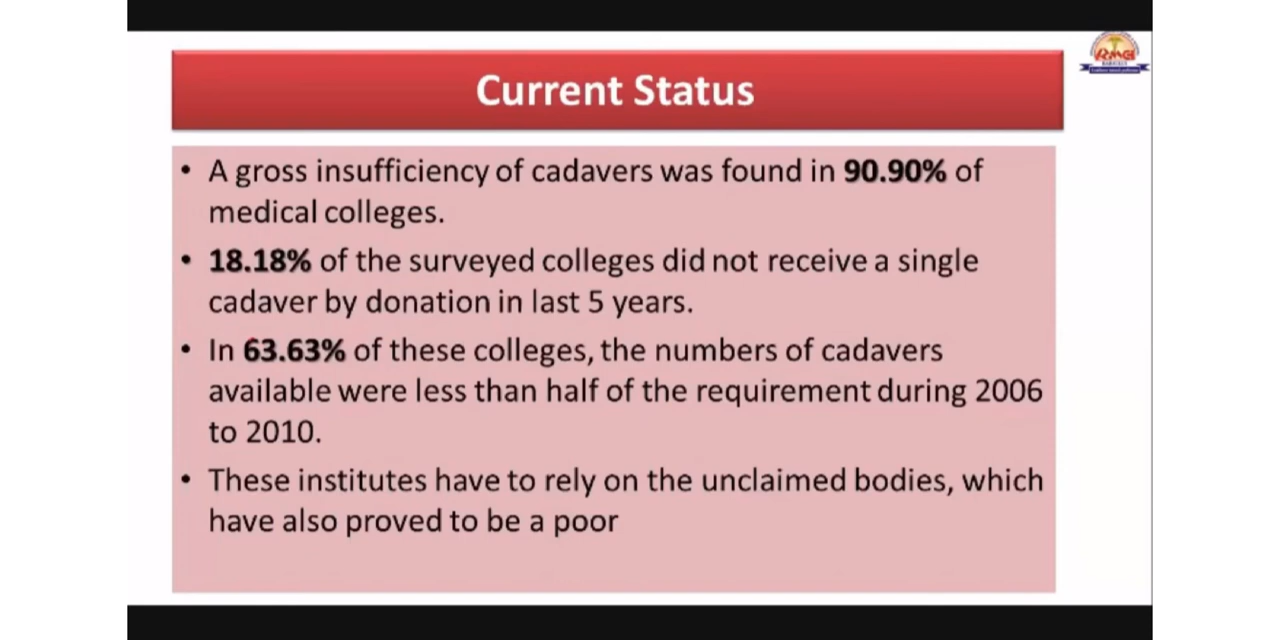 Current Status
• A gross insufficiency of cadavers was found in 90.90% of
medical colleges.
• 18.18% of the surveyed colleges did not receive a single
cadaver by donation in last 5 years.
• In 63.63% of these colleges, the numbers of cadavers
available were less than half of the requirement during 2006
to 2010.
• These institutes have to rely on the unclaimed bodies, which
have also proved to be a poor